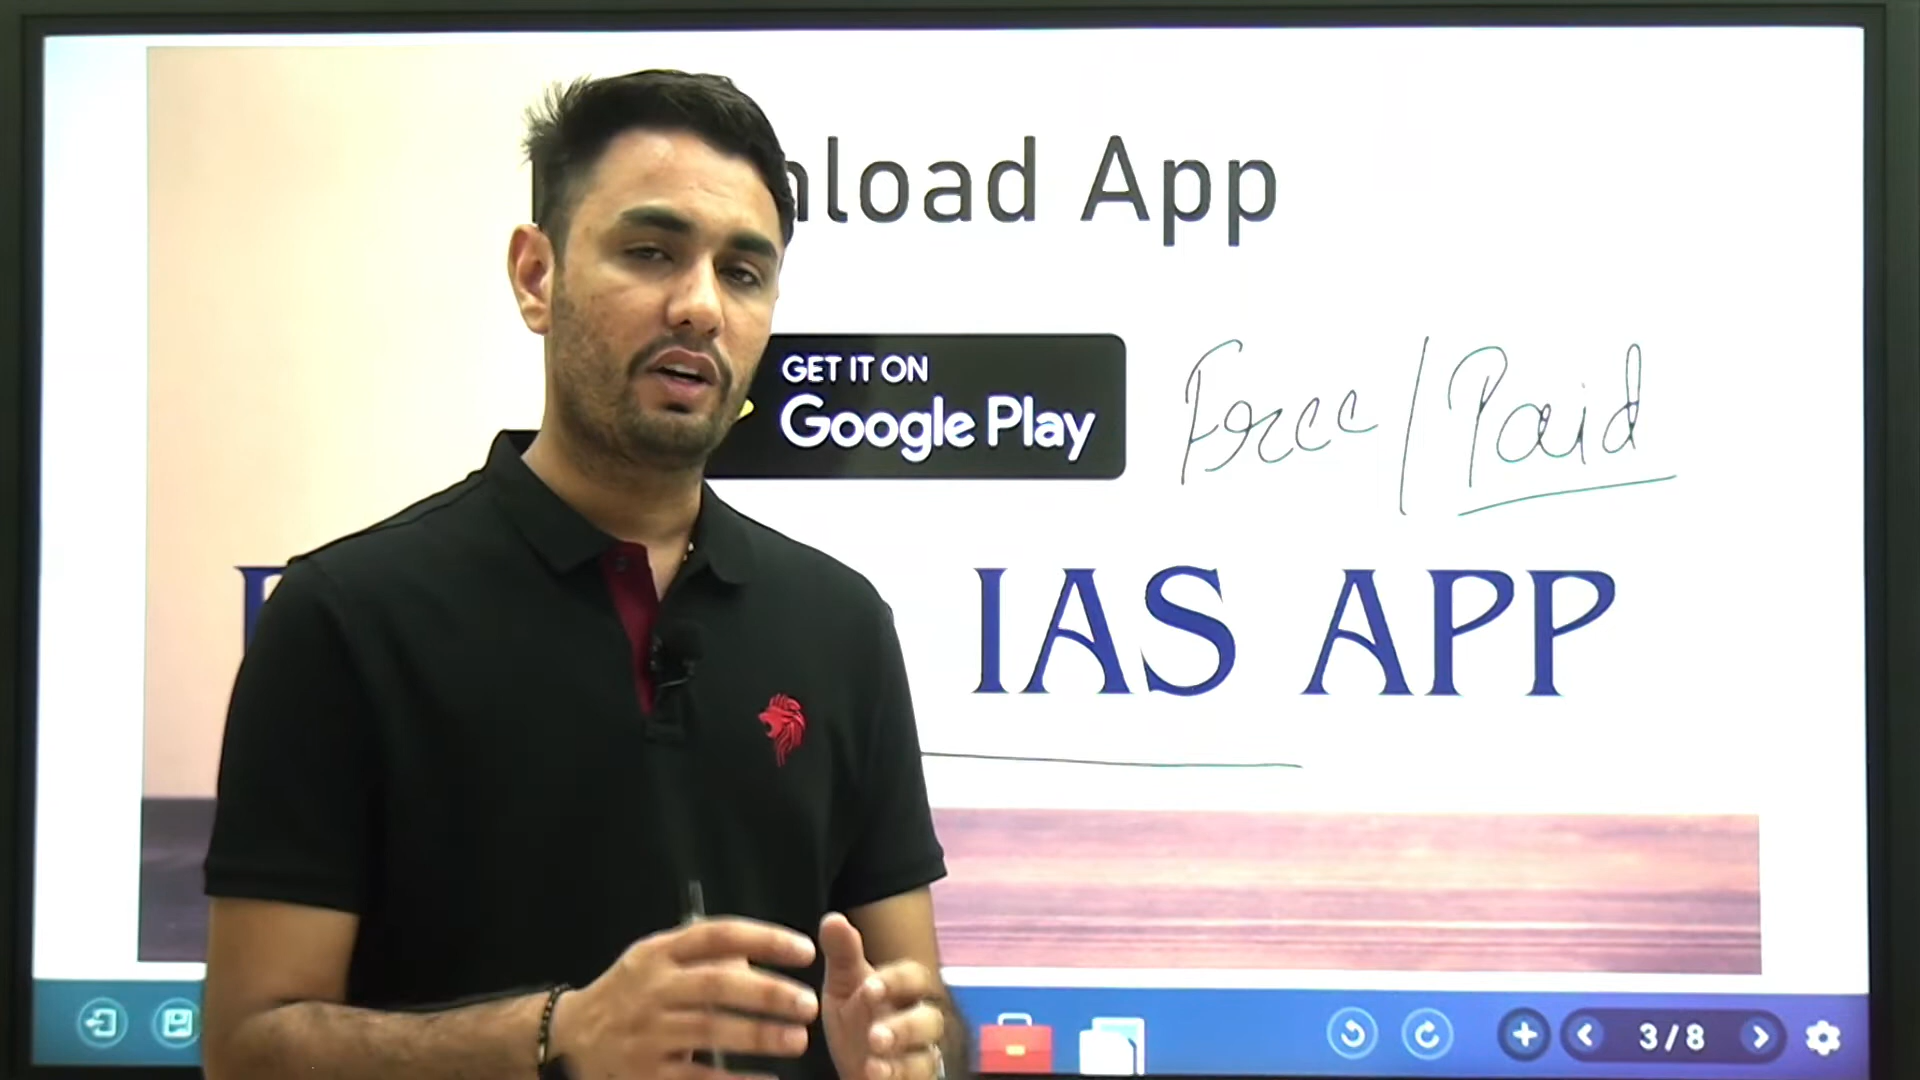 nload App
GET IT ON
Google Play
Free / Paid
IAS APP
3/8